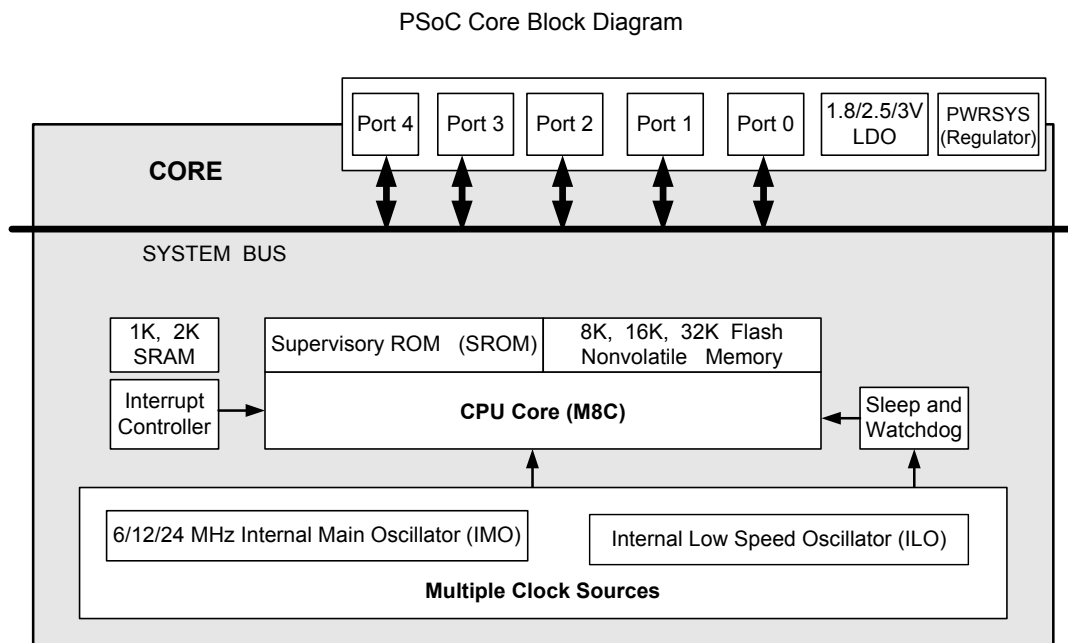 PSoC Core Block Diagram
Port 4
Port 3
Port 2
Port 1
Port 0
1.8/2.5/3V
LDO
PWRSYS
(Regulator)
CORE
SYSTEM BUS
1K, 2K
SRAM
Supervisory ROM (SROM)
8K, 16K, 32K Flash
Nonvolatile Memory
Interrupt
Controller
CPU Core (M8C)
Sleep and
Watchdog
6/12/24 MHz Internal Main Oscillator (IMO)
Internal Low Speed Oscillator (ILO)
Multiple Clock Sources